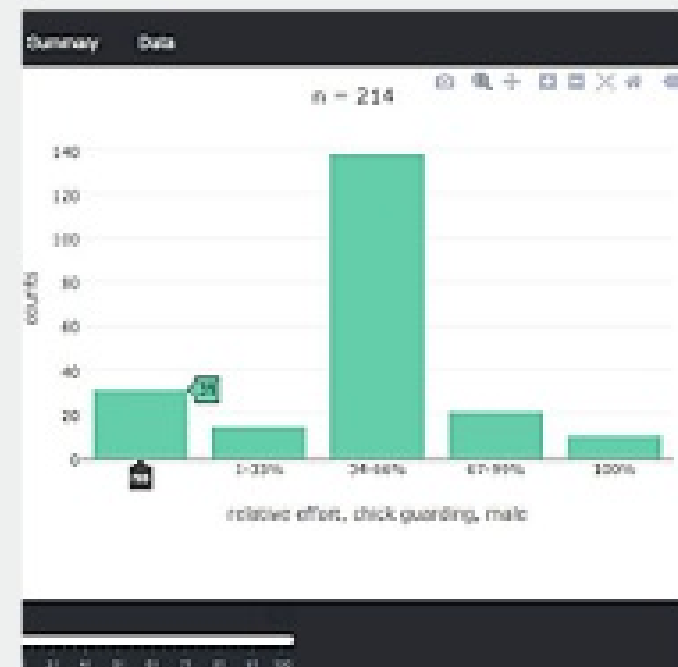 Summary Data
n = 214
140
120
100
80
60
40
20
0
counts
1-33% 34-66% 67-99% 100%
relative effort, chick guarding, male